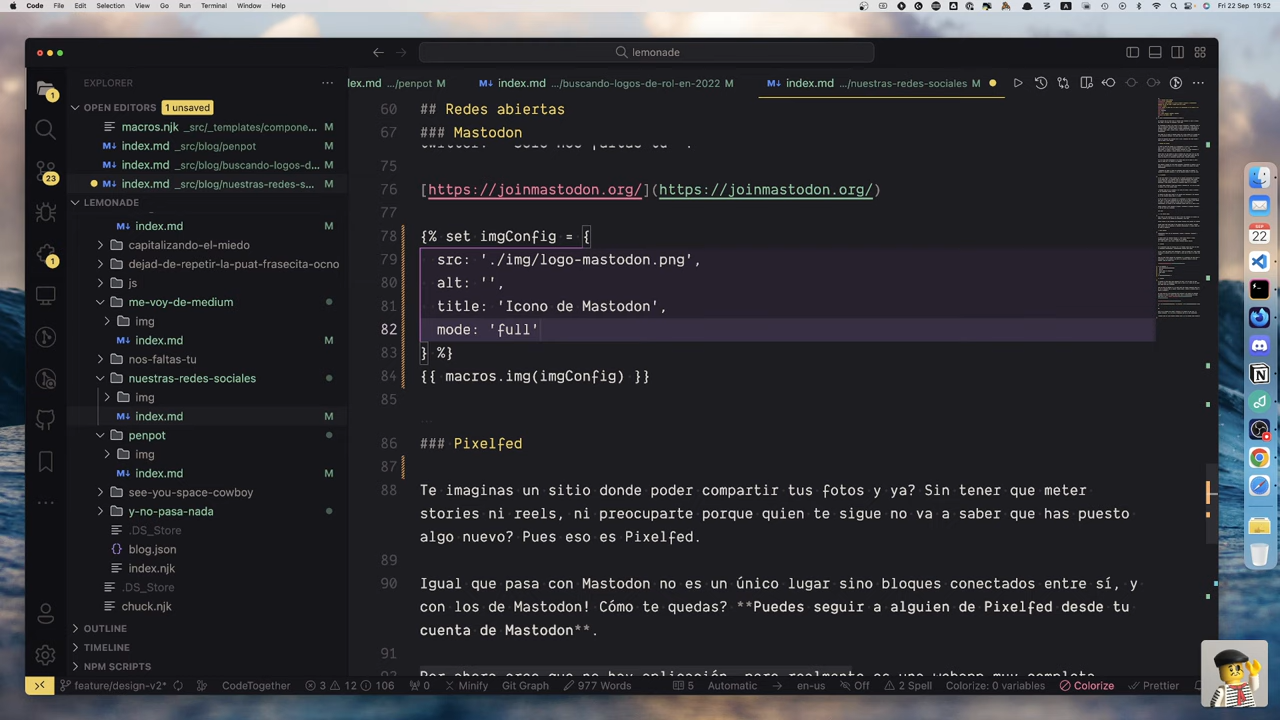 Code File Edit Selection View Go Run Terminal Window Help
Fri 22 Sep 19:52
lemonade
EXPLORER
index.md .../penpot M
index.md .../buscando-logos-de-rol-en-2022 M
index.md .../nuestras-redes-sociales M
OPEN EDITORS 1 unsaved
macros.njk _src/_templates/compone... M
index.md _src/blog/penpot M
index.md _src/blog/buscando-logos-d... M
index.md _src/blog/nuestras-redes-s... M
LEMONADE
index.md M
capitalizando-el-miedo
dejad-de-repetir-la-puat-frasecita-ocno
js
me-voy-de-medium
img
index.md M
nos-faltas-tu
nuestras-redes-sociales
img
index.md M
penpot
img
index.md M
see-you-space-cowboy
y-no-pasa-nada
.DS_Store
blog.json
index.njk
.DS_Store
chuck.njk
OUTLINE
TIMELINE
NPM SCRIPTS
60 ## Redes abiertas
67 ### Mastodon
75
76 [https://joinmastodon.org/](https://joinmastodon.org/)
77
{% set imgConfig = {
src: 'img/logo-mastodon.png',
alt: '',
title: 'Icono de Mastodon',
82 mode: 'full'
83 } %}
84 {{ macros.img(imgConfig) }}
85
86 ### Pixelfed
87
88 Te imaginas un sitio donde poder compartir tus fotos y ya? Sin tener que meter
stories ni reels, ni preocuparte porque quien te sigue no va a saber que has puesto
algo nuevo? Pues eso es Pixelfed.
89
90 Igual que pasa con Mastodon no es un único lugar sino bloques conectados entre sí, y
con los de Mastodon! Cómo te quedas? **Puedes seguir a alguien de Pixelfed desde tu
cuenta de Mastodon**.
91
feature/design-v2* CodeTogether 3 12 106 0 Minify Git Graph 977 Words 5 Automatic en-us Off 2 Spell Colorize: 0 variables Colorize Prettier
1
23
1
SEP
22